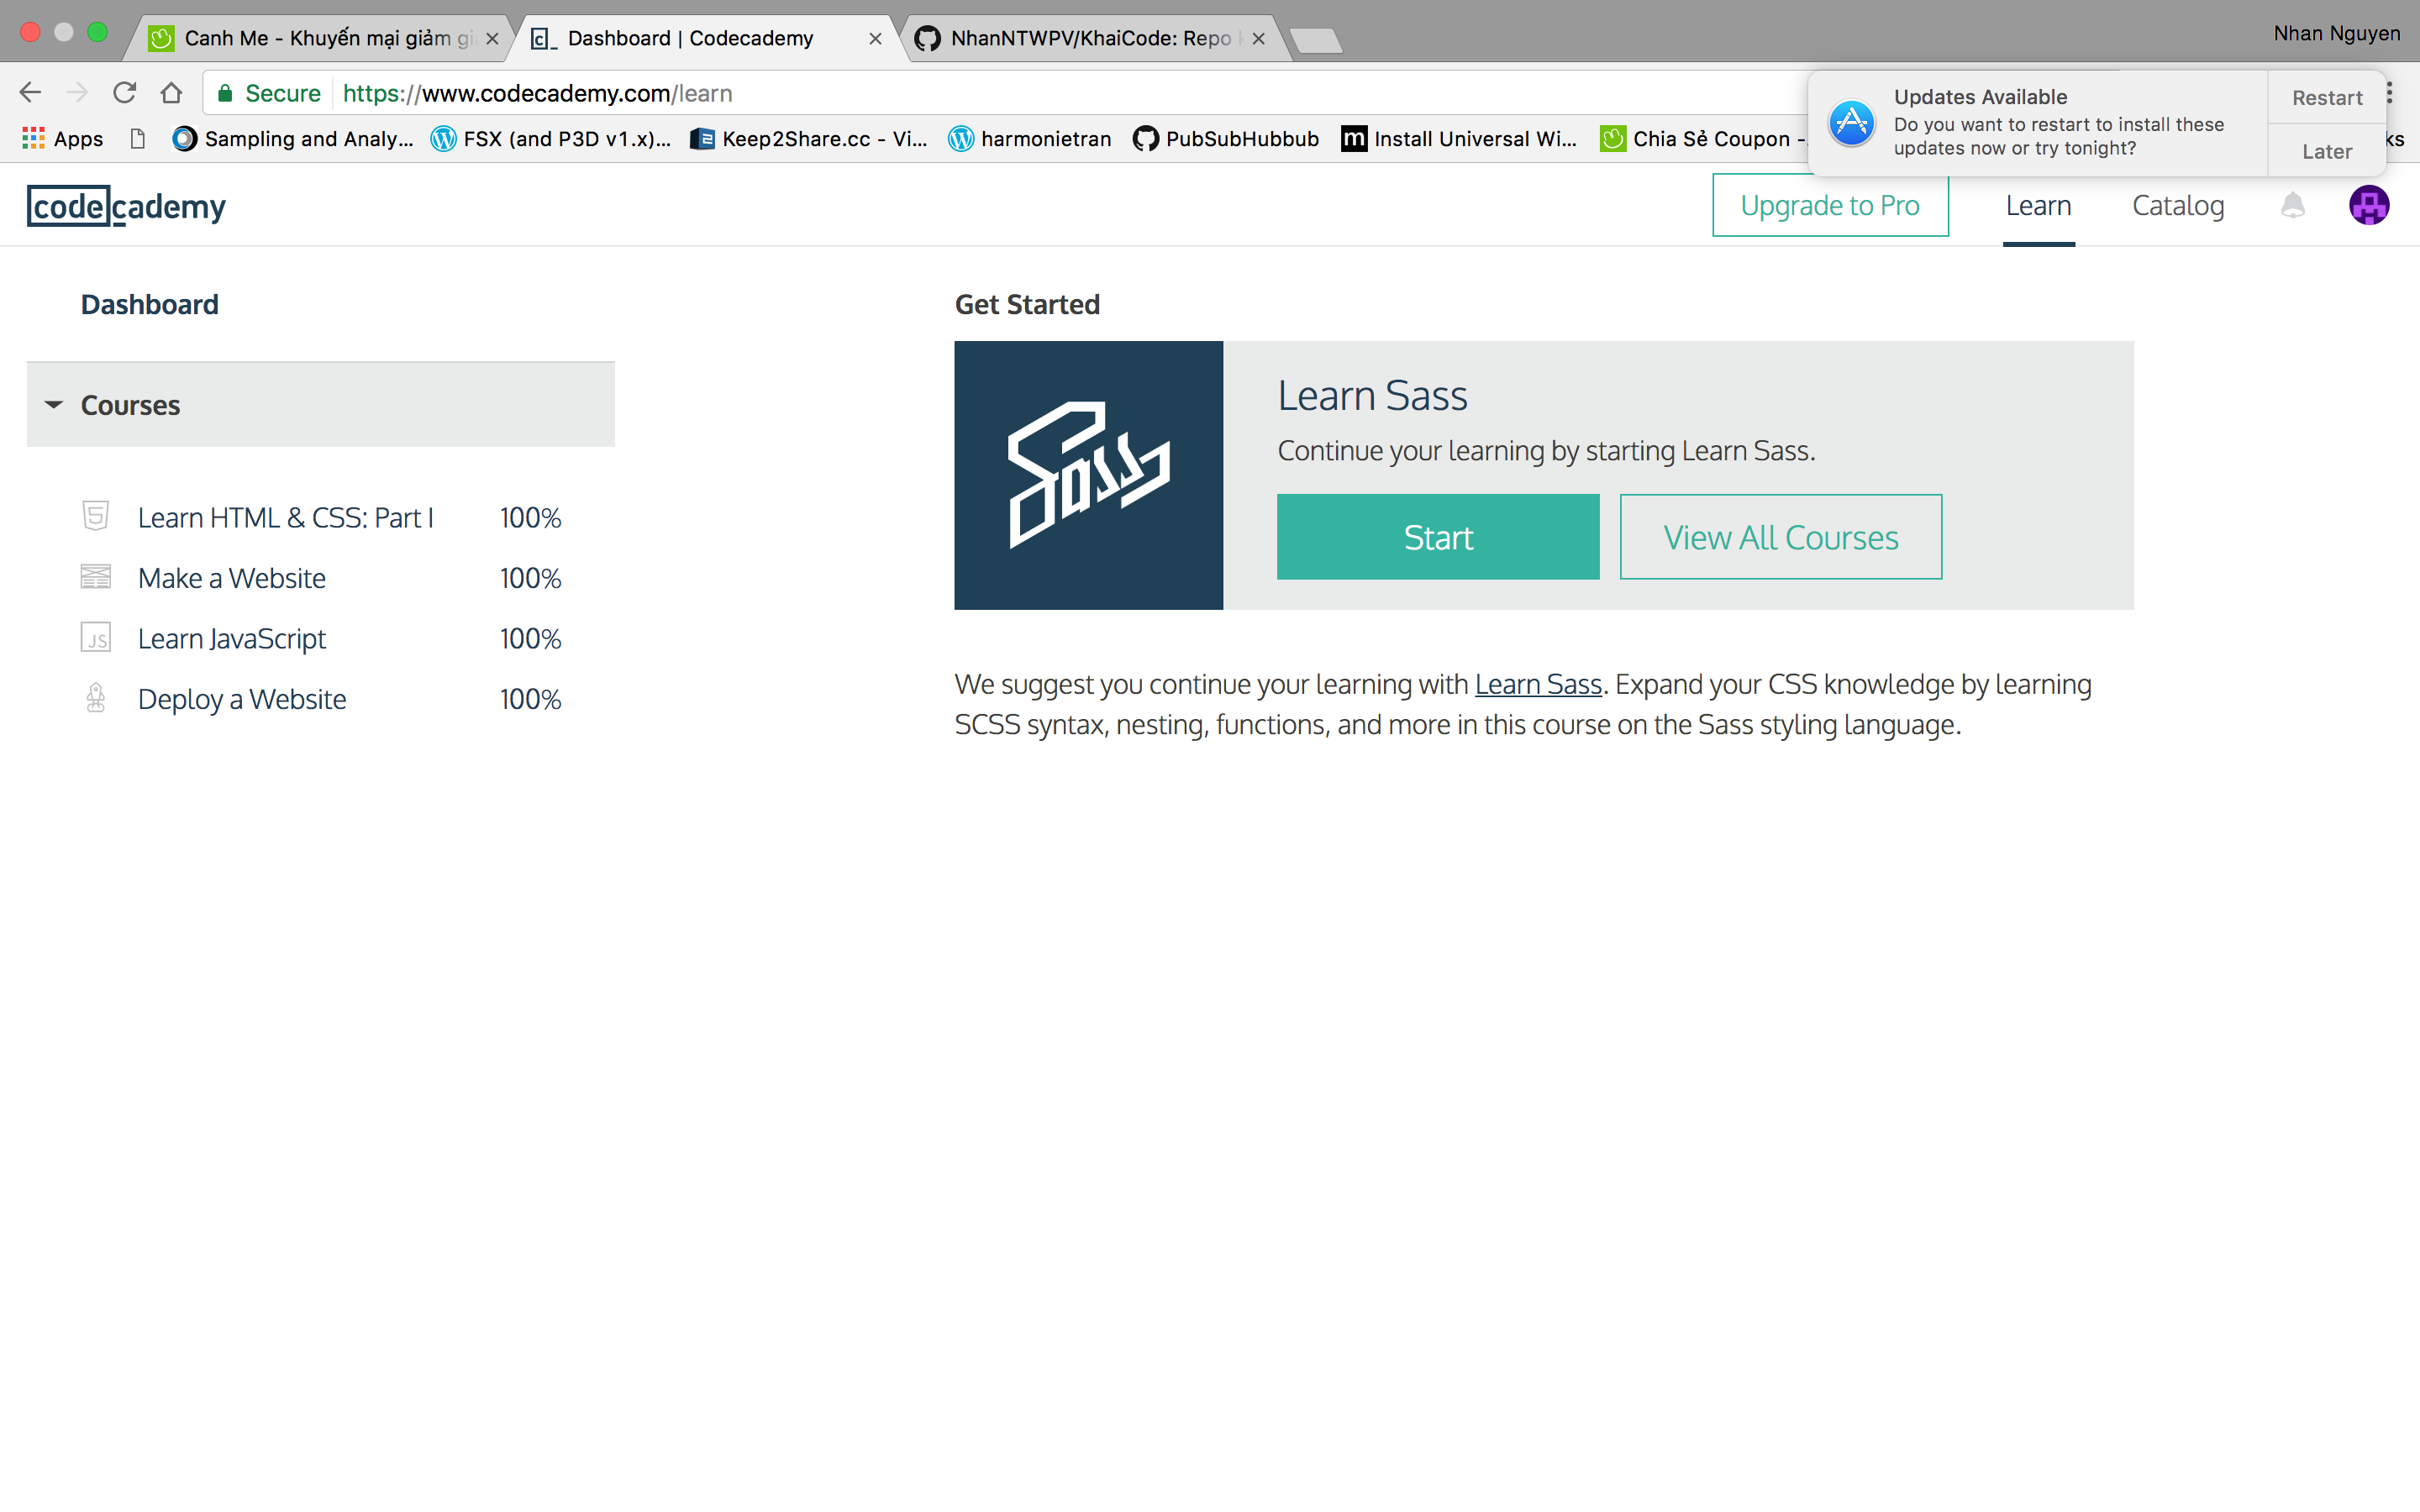 Canh Me - Khuyến mại giảm gi
Dashboard | Codecademy
NhanNTWPV/KhaiCode: Repo
Nhan Nguyen
Secure https://www.codecademy.com/learn
Updates Available
Do you want to restart to install these
updates now or try tonight?
Restart
Later
Apps
Sampling and Analy...
FSX (and P3D v1.x)...
Keep2Share.cc - Vi...
harmonietran
PubSubHubbub
Install Universal Wi...
Chia Sẻ Coupon -
ks
codecademy
Upgrade to Pro
Learn
Catalog
Dashboard
Courses
Learn HTML & CSS: Part I 100%
Make a Website 100%
JS Learn JavaScript 100%
Deploy a Website 100%
Get Started
Sass
Learn Sass
Continue your learning by starting Learn Sass.
Start
View All Courses
We suggest you continue your learning with Learn Sass. Expand your CSS knowledge by learning
SCSS syntax, nesting, functions, and more in this course on the Sass styling language.